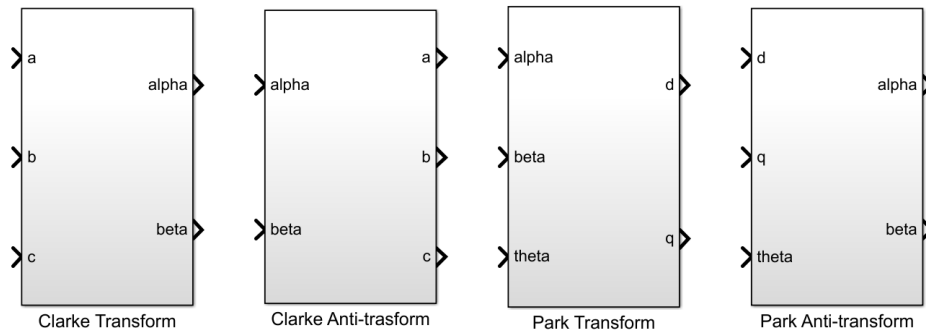 a
b
c
alpha
beta
Clarke Transform
alpha
beta
a
b
c
Clarke Anti-trasform
alpha
beta
theta
d
q
Park Transform
d
q
theta
alpha
beta
Park Anti-transform